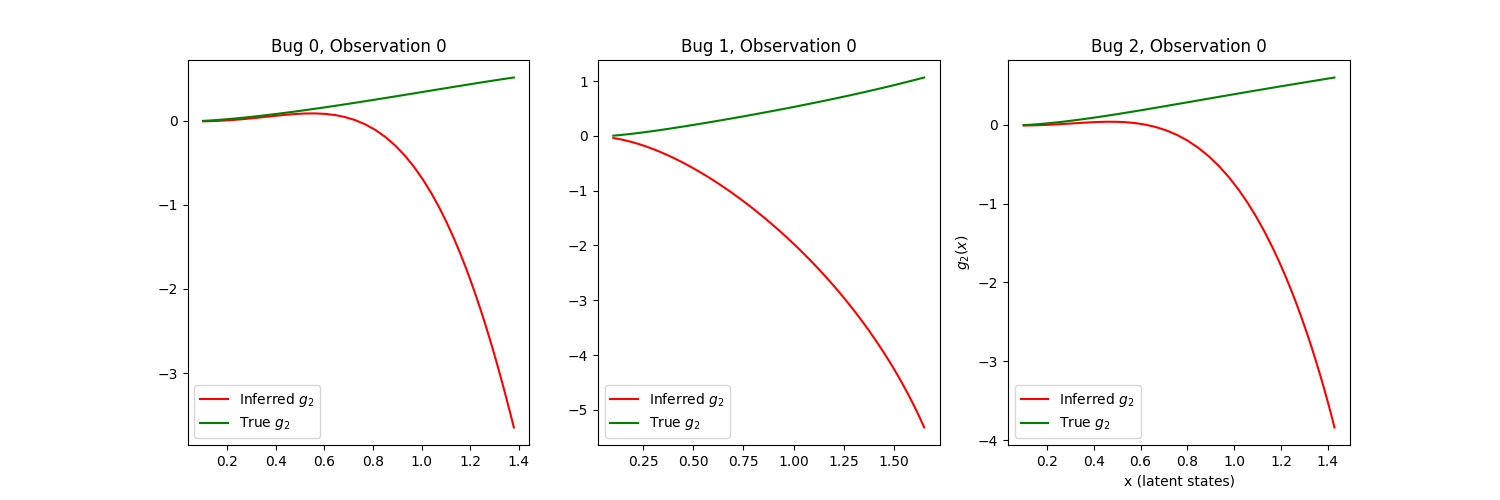 Bug 0, Observation 0
0
−1
−2
−3
0.2 0.4 0.6 0.8 1.0 1.2 1.4
Inferred g₂
True g₂
Bug 1, Observation 0
1
0
−1
−2
−3
−4
−5
0.25 0.50 0.75 1.00 1.25 1.50
Inferred g₂
True g₂
Bug 2, Observation 0
g₂(x)
0
−1
−2
−3
−4
0.2 0.4 0.6 0.8 1.0 1.2 1.4
x (latent states)
Inferred g₂
True g₂